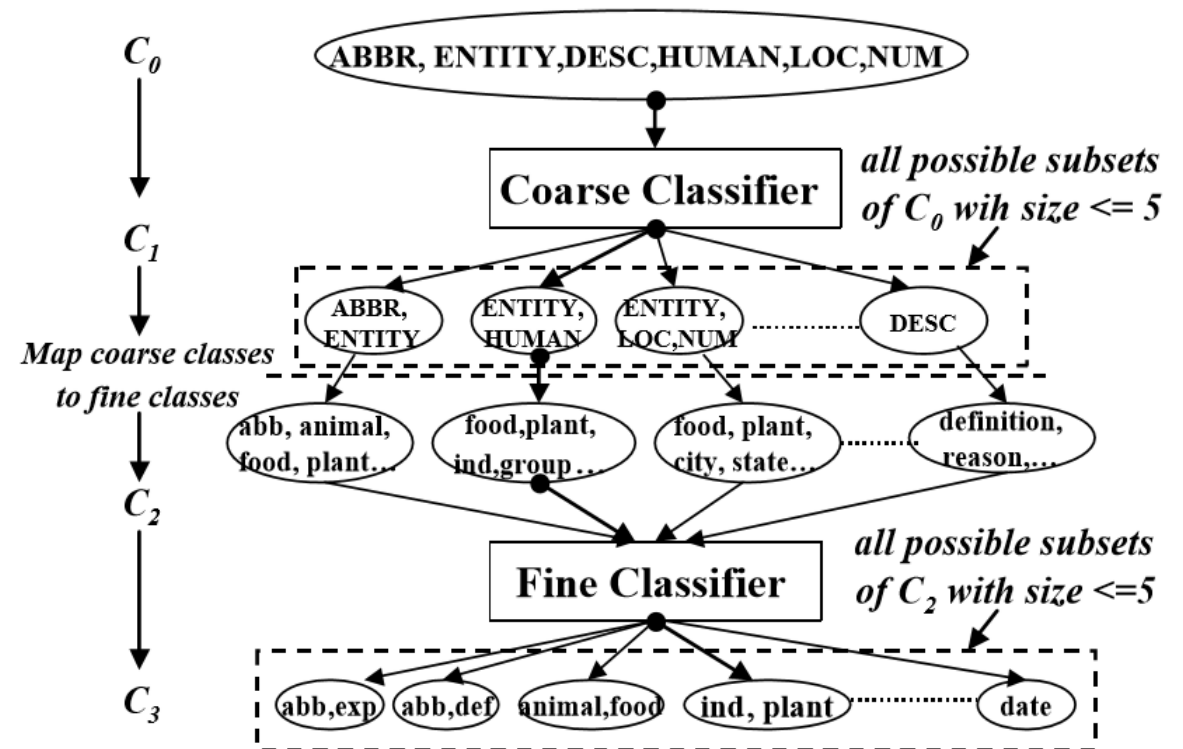 C0
ABBR, ENTITY,DESC,HUMAN,LOC,NUM
Coarse Classifier
all possible subsets
of C0 wih size <= 5
C1
ABBR,
ENTITY
ENTITY,
HUMAN
ENTITY,
LOC,NUM
DESC
Map coarse classes
to fine classes
abb, animal,
food, plant...
food,plant,
ind,group...
food, plant,
city, state...
definition,
reason,...
C2
Fine Classifier
all possible subsets
of C2 with size <=5
C3
abb,exp
abb,def
animal,food
ind, plant
date